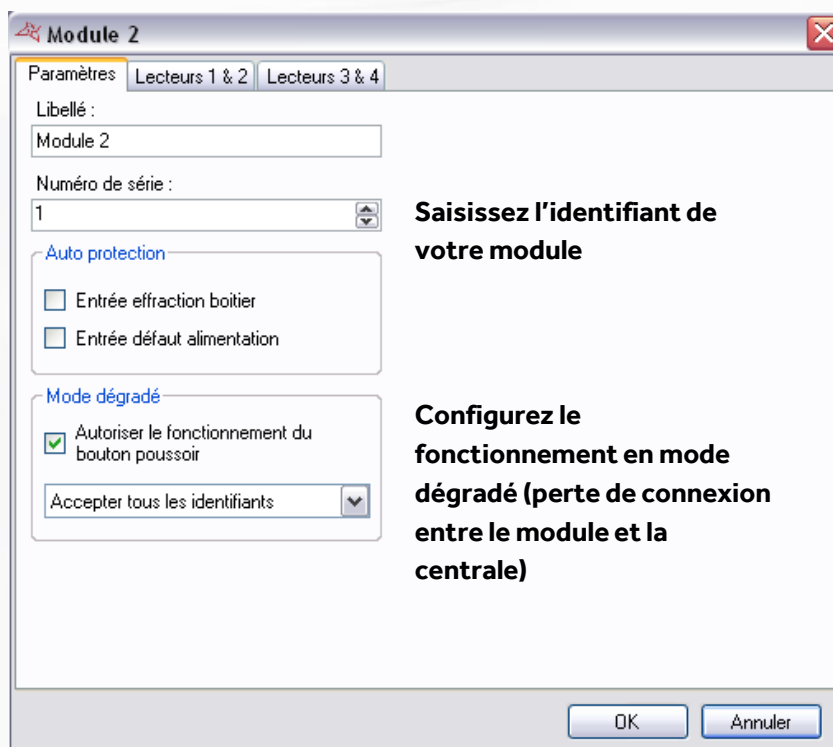 Module 2
Paramètres
Lecteurs 1 & 2
Lecteurs 3 & 4
Libellé :
Module 2
Numéro de série :
1
Saisissez l'identifiant de
votre module
Auto protection
Entrée effraction boitier
Entrée défaut alimentation
Mode dégradé
Autoriser le fonctionnement du
bouton poussoir
Accepter tous les identifiants
Configurez le
fonctionnement en mode
dégradé (perte de connexion
entre le module et la
centrale)
OK
Annuler